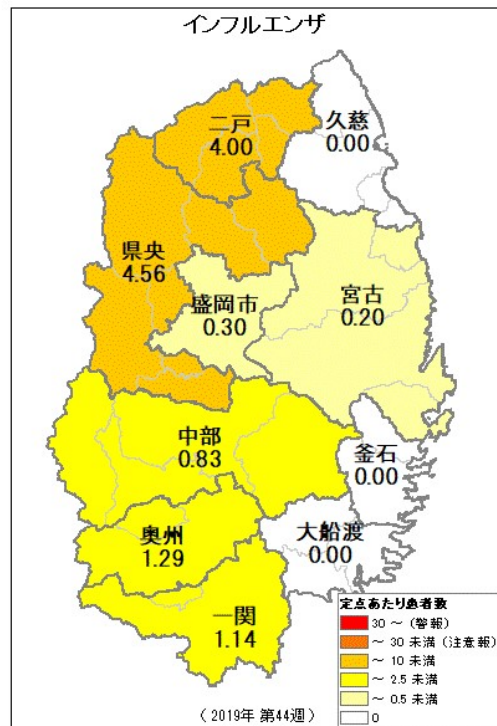 インフルエンザ
二戸
4.00
久慈
0.00
県央
4.56
盛岡市
0.30
宮古
0.20
中部
0.83
釜石
0.00
奥州
1.29
大船渡
0.00
一関
1.14
定点あたり患者数
30 ～ (警報)
～ 30 未満 (注意報)
～ 10 未満
～ 2.5 未満
～ 0.5 未満
0
(2019年 第44週)